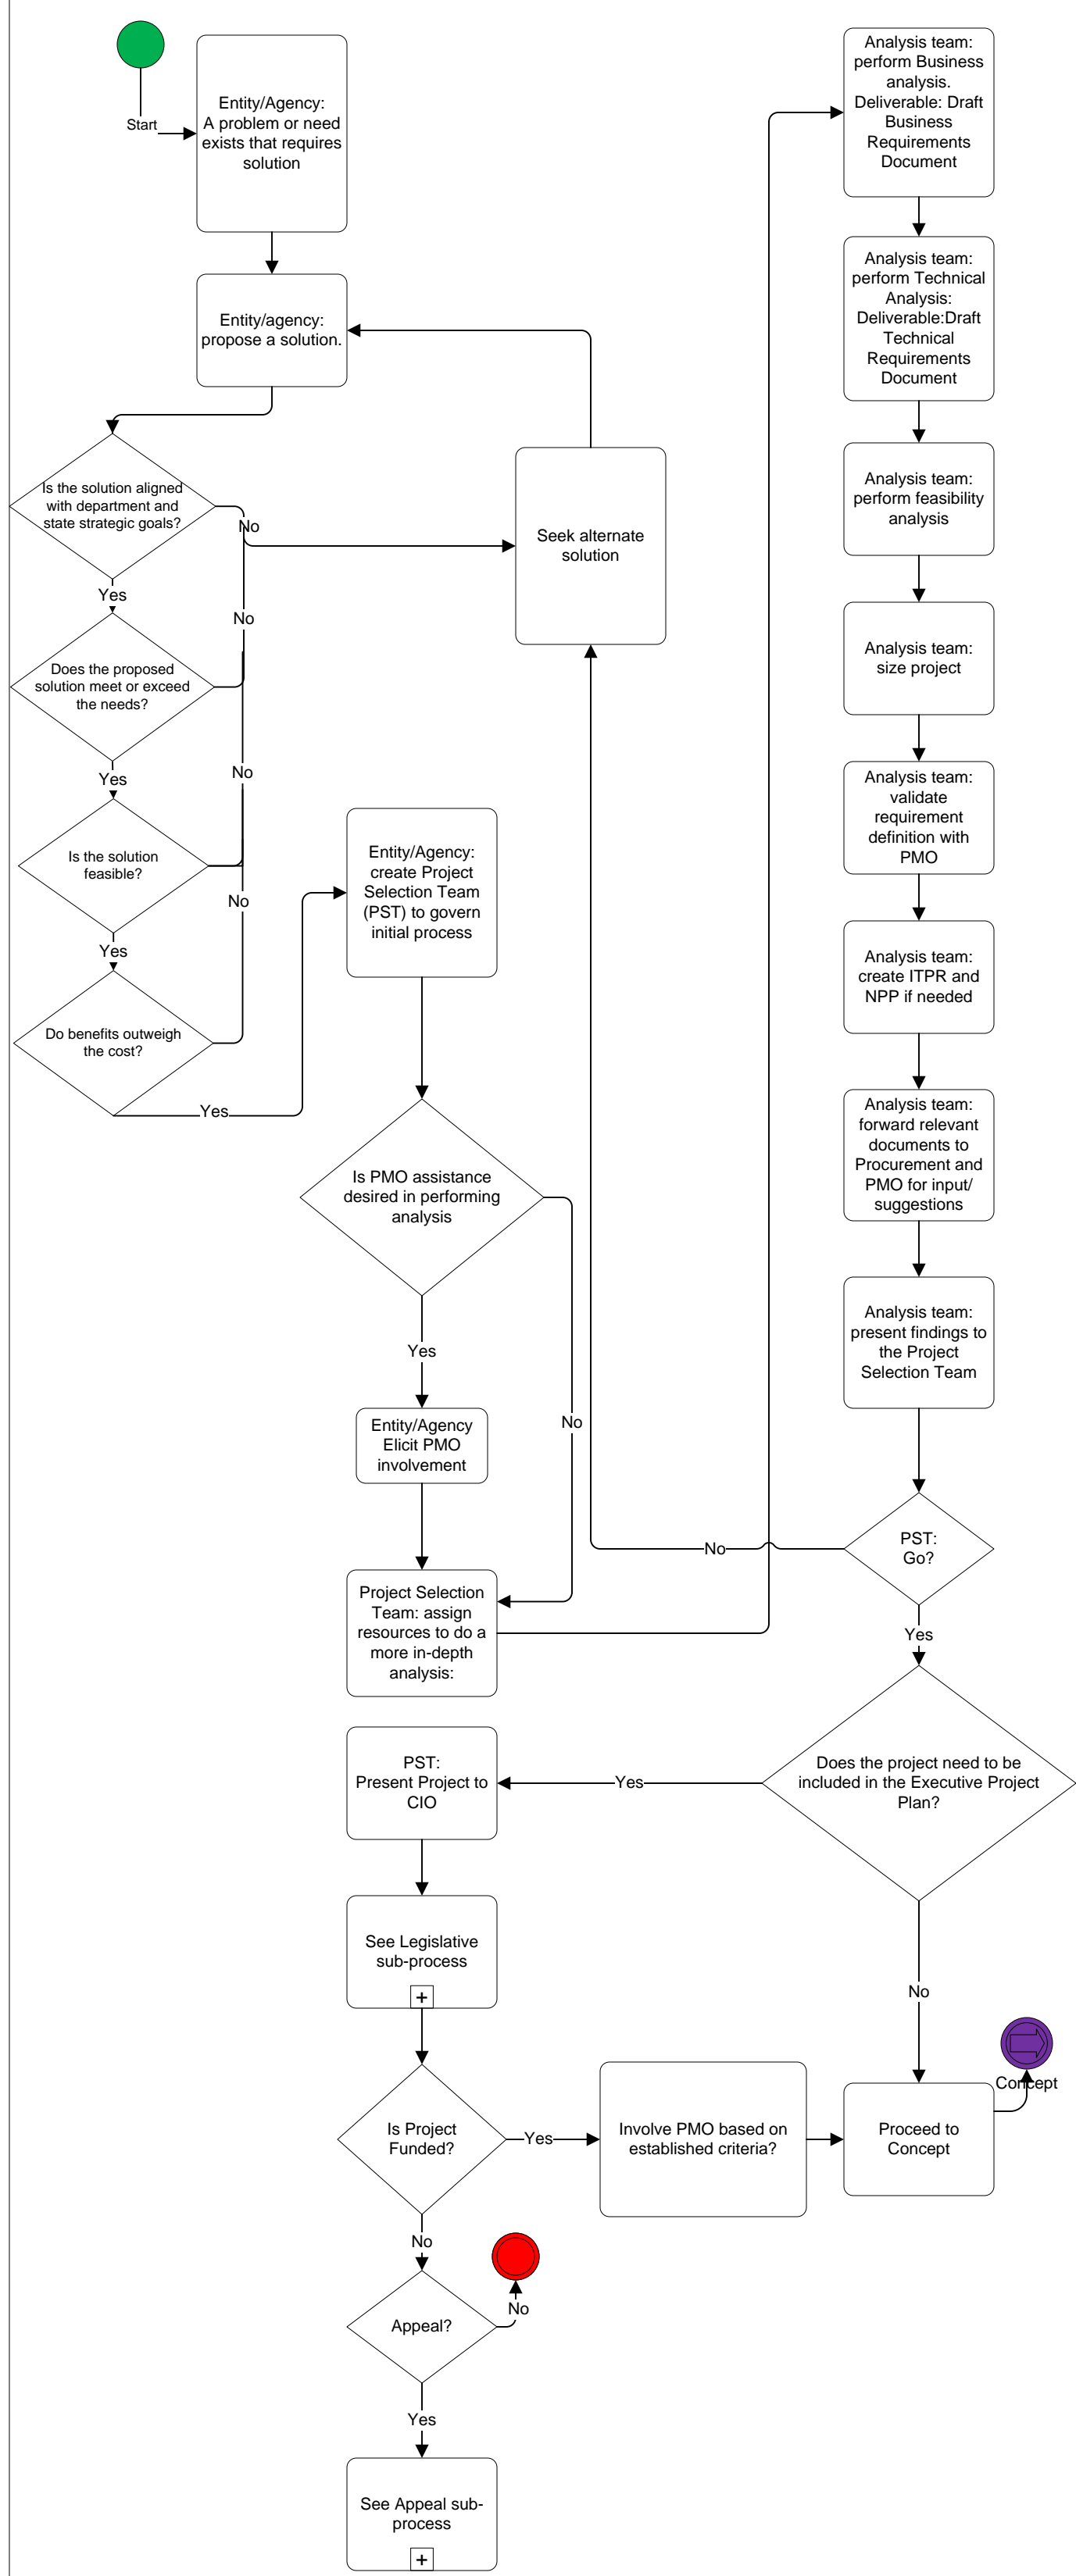 Start
Entity/Agency:
A problem or need
exists that requires
solution
Entity/agency:
propose a solution.
Is the solution aligned
with department and
state strategic goals?
No
Yes
Does the proposed
solution meet or exceed
the needs?
No
Yes
Is the solution
feasible?
No
Yes
Do benefits outweigh
the cost?
No
Yes
Seek alternate
solution
Entity/Agency:
create Project
Selection Team
(PST) to govern
initial process
Is PMO assistance
desired in performing
analysis
Yes
No
Entity/Agency
Elicit PMO
involvement
Project Selection
Team: assign
resources to do a
more in-depth
analysis:
Analysis team:
perform Business
analysis.
Deliverable: Draft
Business
Requirements
Document
Analysis team:
perform Technical
Analysis:
Deliverable:Draft
Technical
Requirements
Document
Analysis team:
perform feasibility
analysis
Analysis team:
size project
Analysis team:
validate
requirement
definition with
PMO
Analysis team:
create ITPR and
NPP if needed
Analysis team:
forward relevant
documents to
Procurement and
PMO for input/
suggestions
Analysis team:
present findings to
the Project
Selection Team
PST:
Go?
No
Yes
Does the project need to be
included in the Executive Project
Plan?
Yes
No
PST:
Present Project to
CIO
See Legislative
sub-process
+
Is Project
Funded?
Yes
Involve PMO based on
established criteria?
Proceed to
Concept
Concept
No
Appeal?
No
Yes
See Appeal sub-
process
+